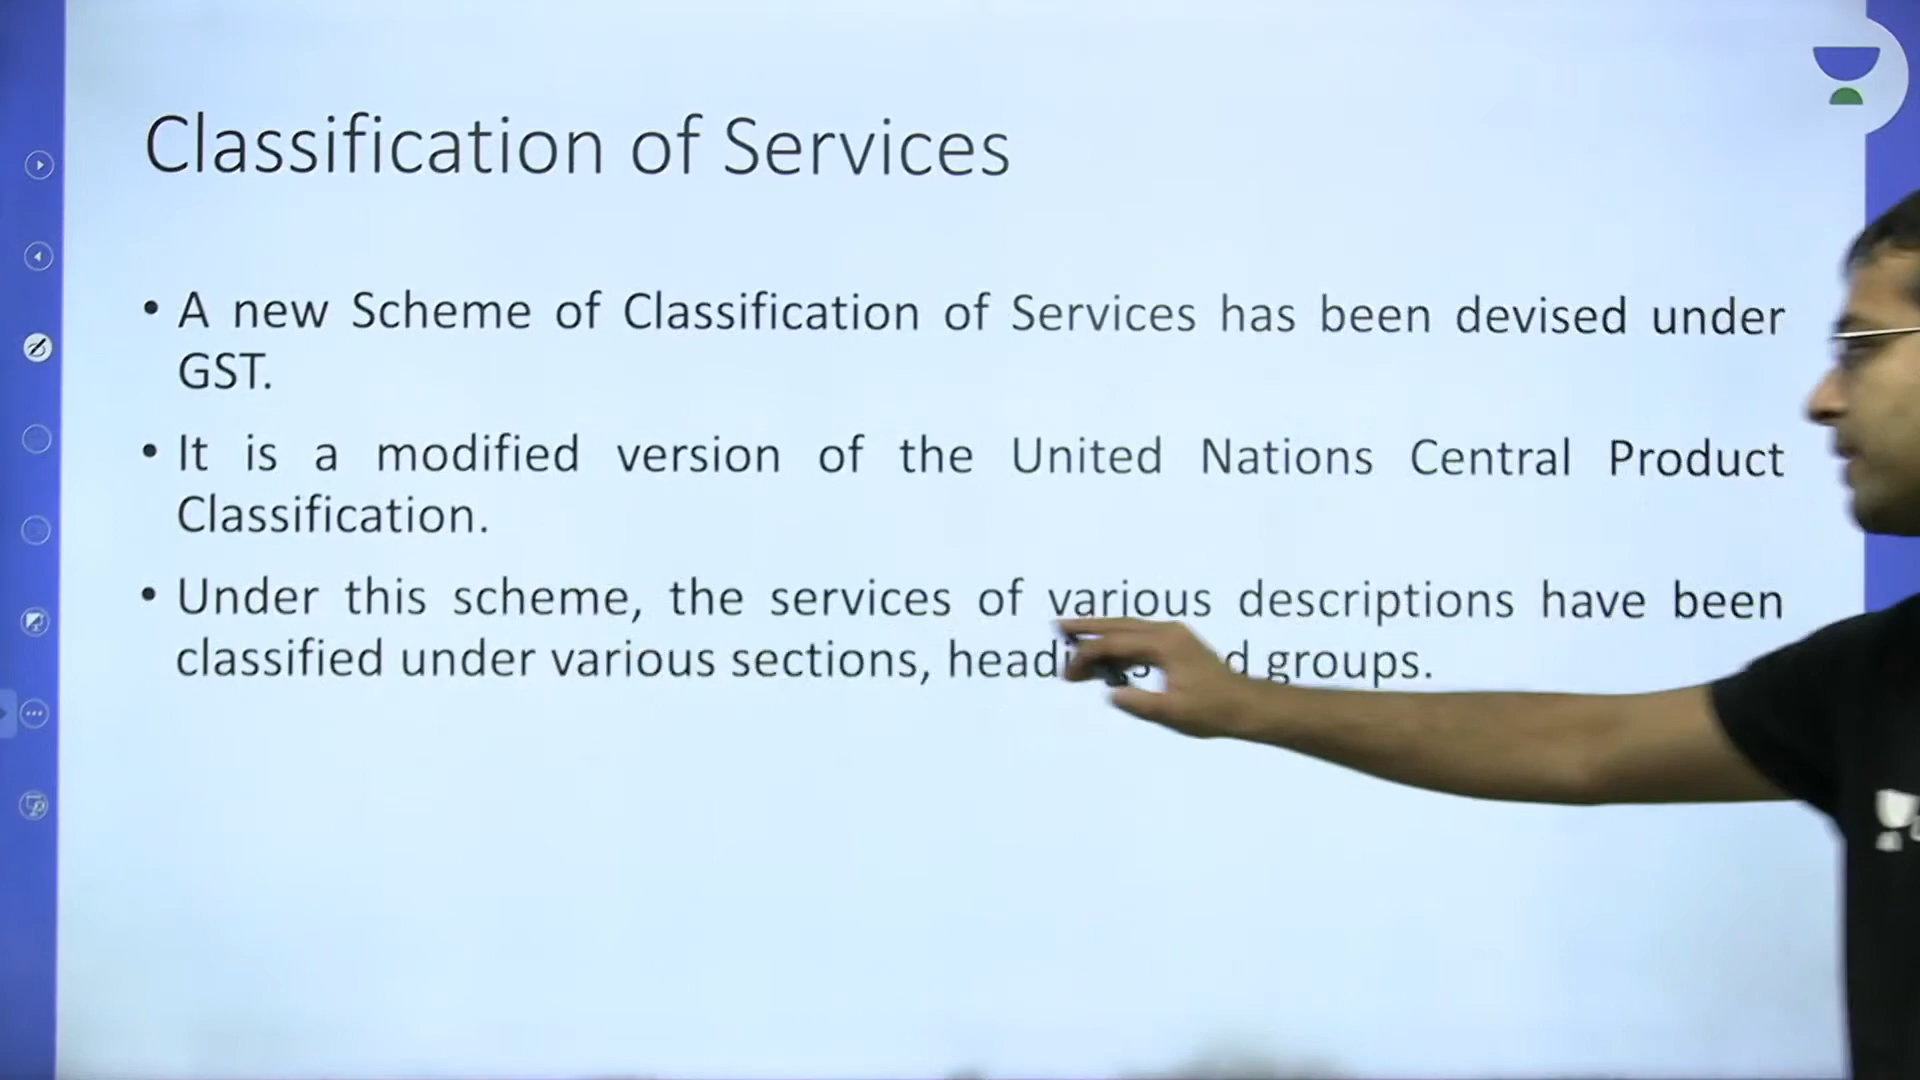 Classification of Services
• A new Scheme of Classification of Services has been devised under
GST.
• It is a modified version of the United Nations Central Product
Classification.
• Under this scheme, the services of various descriptions have been
classified under various sections, groups.